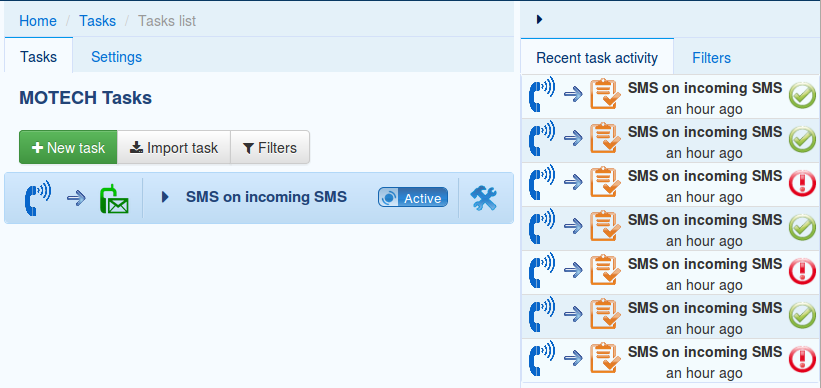 Home / Tasks / Tasks list
Tasks Settings
MOTECH Tasks
New task Import task Filters
SMS on incoming SMS Active
Recent task activity Filters
SMS on incoming SMS
an hour ago
SMS on incoming SMS
an hour ago
SMS on incoming SMS
an hour ago
SMS on incoming SMS
an hour ago
SMS on incoming SMS
an hour ago
SMS on incoming SMS
an hour ago
SMS on incoming SMS
an hour ago